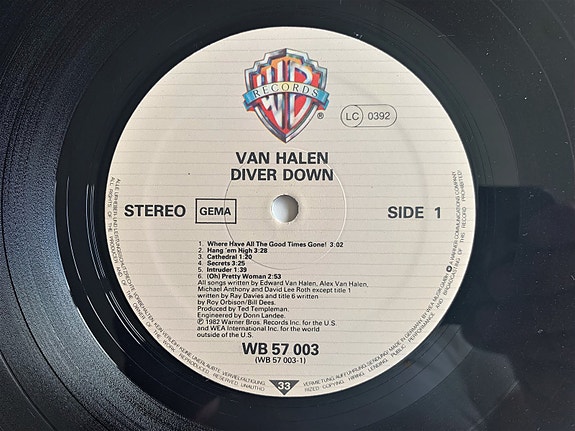 WB
RECORDS
®
LC 0392
VAN HALEN
DIVER DOWN
STEREO GEMA SIDE 1
1. Where Have All The Good Times Gone! 3:02
2. Hang 'em High 3:28
3. Cathedral 1:20
4. Secrets 3:25
5. Intruder 1:39
6. (Oh) Pretty Woman 2:53
All songs written by Edward Van Halen, Alex Van Halen,
Michael Anthony and David Lee Roth except title 1
written by Ray Davies and title 6 written
by Roy Orbison/Bill Dees.
Produced by Ted Templeman.
Engineered by Donn Landee.
℗ 1982 Warner Bros. Records Inc. for the U.S.
and WEA International Inc. for the world
outside of the U.S.
WB 57 003
(WB 57 003-1)
33